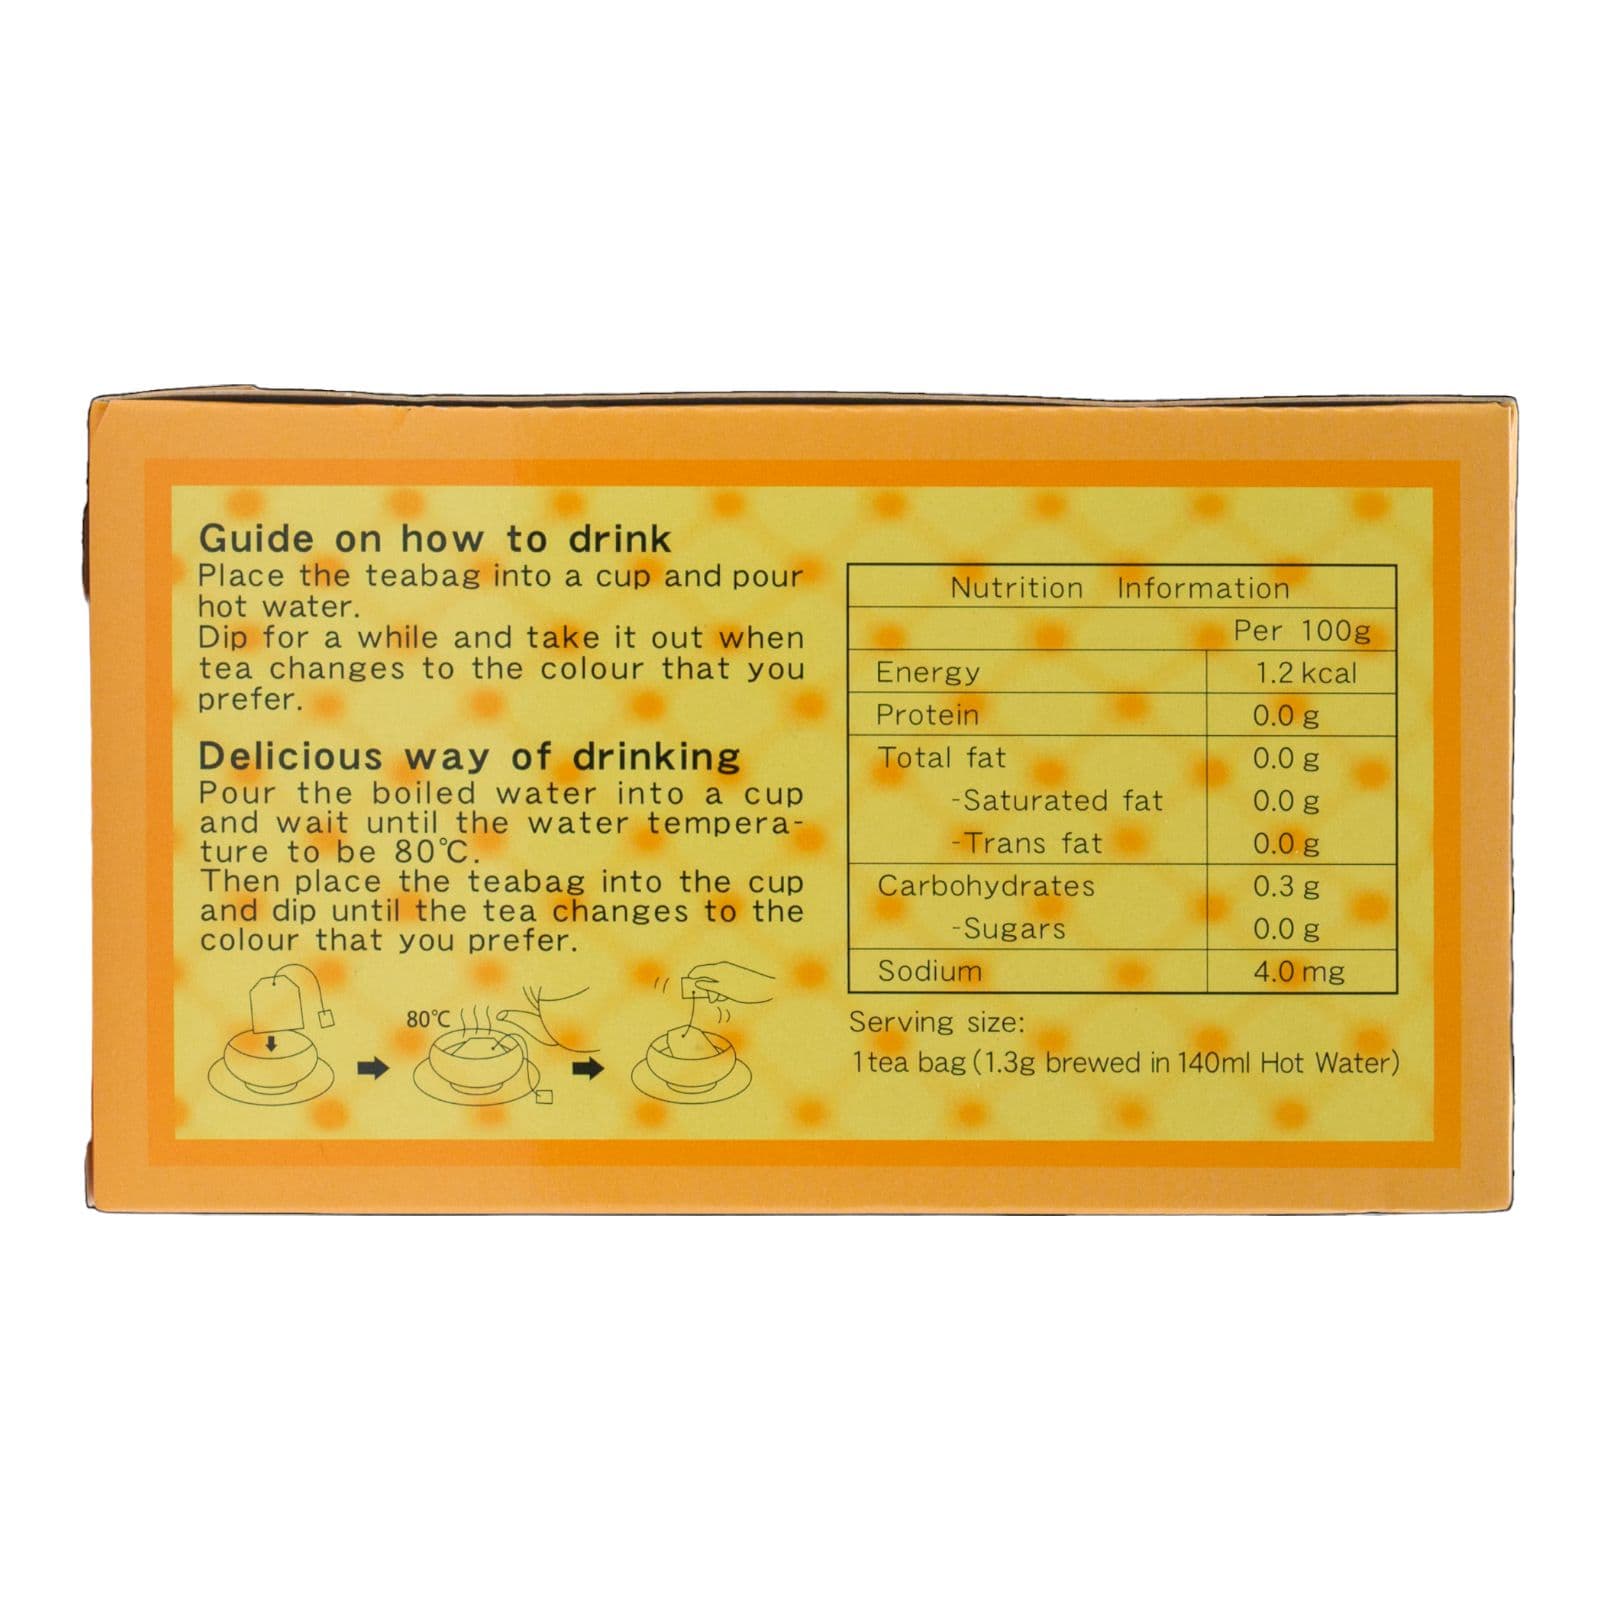 Guide on how to drink
Place the teabag into a cup and pour
hot water.
Dip for a while and take it out when
tea changes to the colour that you
prefer.
Delicious way of drinking
Pour the boiled water into a cup
and wait until the water tempera-
ture to be 80℃.
Then place the teabag into the cup
and dip until the tea changes to the
colour that you prefer.
80℃
Nutrition Information
Per 100g
Energy 1.2 kcal
Protein 0.0 g
Total fat 0.0 g
-Saturated fat 0.0 g
-Trans fat 0.0 g
Carbohydrates 0.3 g
-Sugars 0.0 g
Sodium 4.0 mg
Serving size:
1 tea bag (1.3g brewed in 140ml Hot Water)